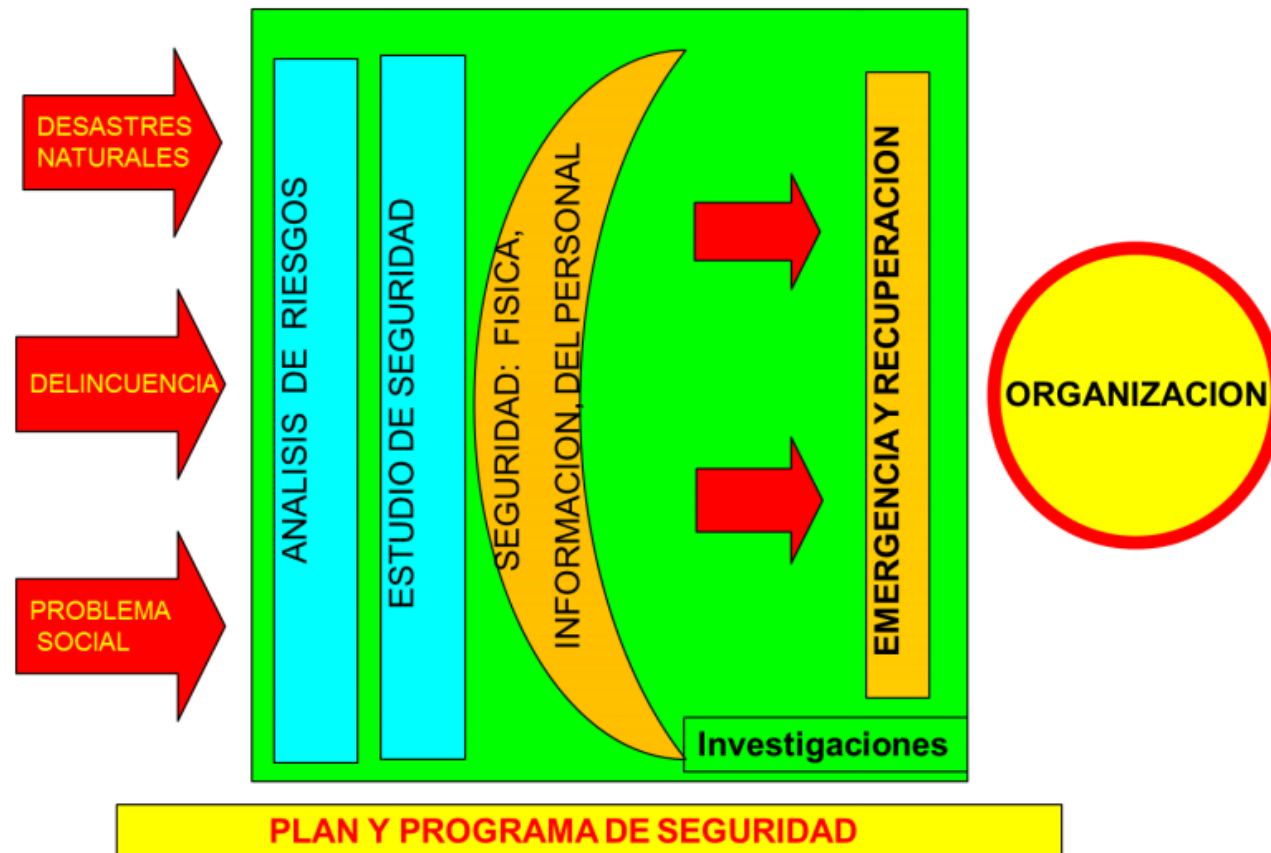 DESASTRES
NATURALES
DELINCUENCIA
PROBLEMA
SOCIAL
ANALISIS DE RIESGOS
ESTUDIO DE SEGURIDAD
SEGURIDAD: FISICA,
INFORMACION, DEL PERSONAL
EMERGENCIA Y RECUPERACION
Investigaciones
ORGANIZACION
PLAN Y PROGRAMA DE SEGURIDAD